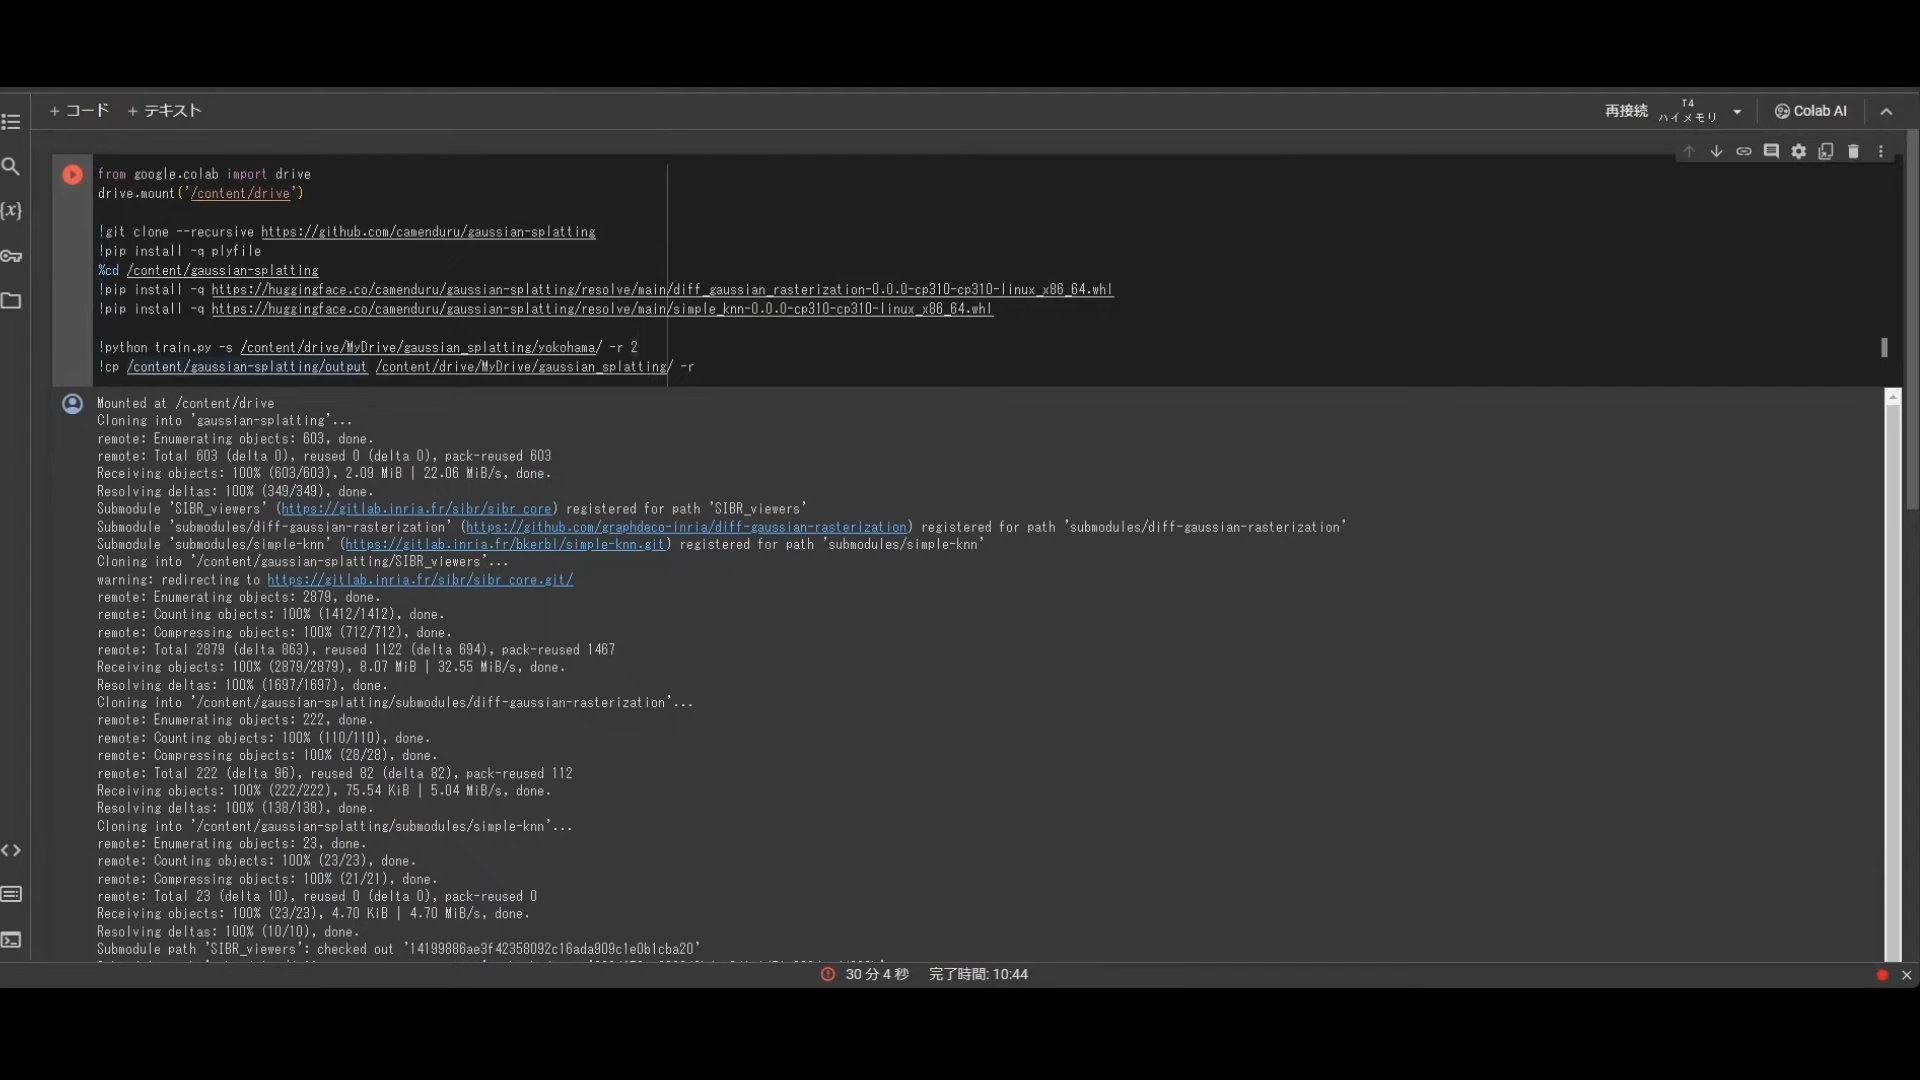 + コード + テキスト
再接続 T4 ハイメモリ Colab AI
from google.colab import drive
drive.mount('/content/drive')
!git clone --recursive https://github.com/camenduru/gaussian-splatting
!pip install -q plyfile
%cd /content/gaussian-splatting
!pip install -q https://huggingface.co/camenduru/gaussian-splatting/resolve/main/diff_gaussian_rasterization-0.0.0-cp310-cp310-linux_x86_64.whl
!pip install -q https://huggingface.co/camenduru/gaussian-splatting/resolve/main/simple_knn-0.0.0-cp310-cp310-linux_x86_64.whl
!python train.py -s /content/drive/MyDrive/gaussian_splatting/yokohama/ -r 2
!cp /content/gaussian-splatting/output /content/drive/MyDrive/gaussian_splatting/ -r
Mounted at /content/drive
Cloning into 'gaussian-splatting'...
remote: Enumerating objects: 603, done.
remote: Total 603 (delta 0), reused 0 (delta 0), pack-reused 603
Receiving objects: 100% (603/603), 2.09 MiB | 22.06 MiB/s, done.
Resolving deltas: 100% (349/349), done.
Submodule 'SIBR_viewers' (https://gitlab.inria.fr/sibr/sibr_core) registered for path 'SIBR_viewers'
Submodule 'submodules/diff-gaussian-rasterization' (https://github.com/graphdeco-inria/diff-gaussian-rasterization) registered for path 'submodules/diff-gaussian-rasterization'
Submodule 'submodules/simple-knn' (https://gitlab.inria.fr/bkerbl/simple-knn.git) registered for path 'submodules/simple-knn'
Cloning into '/content/gaussian-splatting/SIBR_viewers'...
warning: redirecting to https://gitlab.inria.fr/sibr/sibr_core.git/
remote: Enumerating objects: 2879, done.
remote: Counting objects: 100% (1412/1412), done.
remote: Compressing objects: 100% (712/712), done.
remote: Total 2879 (delta 863), reused 1122 (delta 694), pack-reused 1467
Receiving objects: 100% (2879/2879), 8.07 MiB | 32.55 MiB/s, done.
Resolving deltas: 100% (1697/1697), done.
Cloning into '/content/gaussian-splatting/submodules/diff-gaussian-rasterization'...
remote: Enumerating objects: 222, done.
remote: Counting objects: 100% (110/110), done.
remote: Compressing objects: 100% (28/28), done.
remote: Total 222 (delta 96), reused 82 (delta 82), pack-reused 112
Receiving objects: 100% (222/222), 75.54 KiB | 5.04 MiB/s, done.
Resolving deltas: 100% (138/138), done.
Cloning into '/content/gaussian-splatting/submodules/simple-knn'...
remote: Enumerating objects: 23, done.
remote: Counting objects: 100% (23/23), done.
remote: Compressing objects: 100% (21/21), done.
remote: Total 23 (delta 10), reused 0 (delta 0), pack-reused 0
Receiving objects: 100% (23/23), 4.70 KiB | 4.70 MiB/s, done.
Resolving deltas: 100% (10/10), done.
Submodule path 'SIBR_viewers': checked out '14199886ae3f42358092c16ada909c1e0b1cba20'
30 分 4 秒 完了時間: 10:44